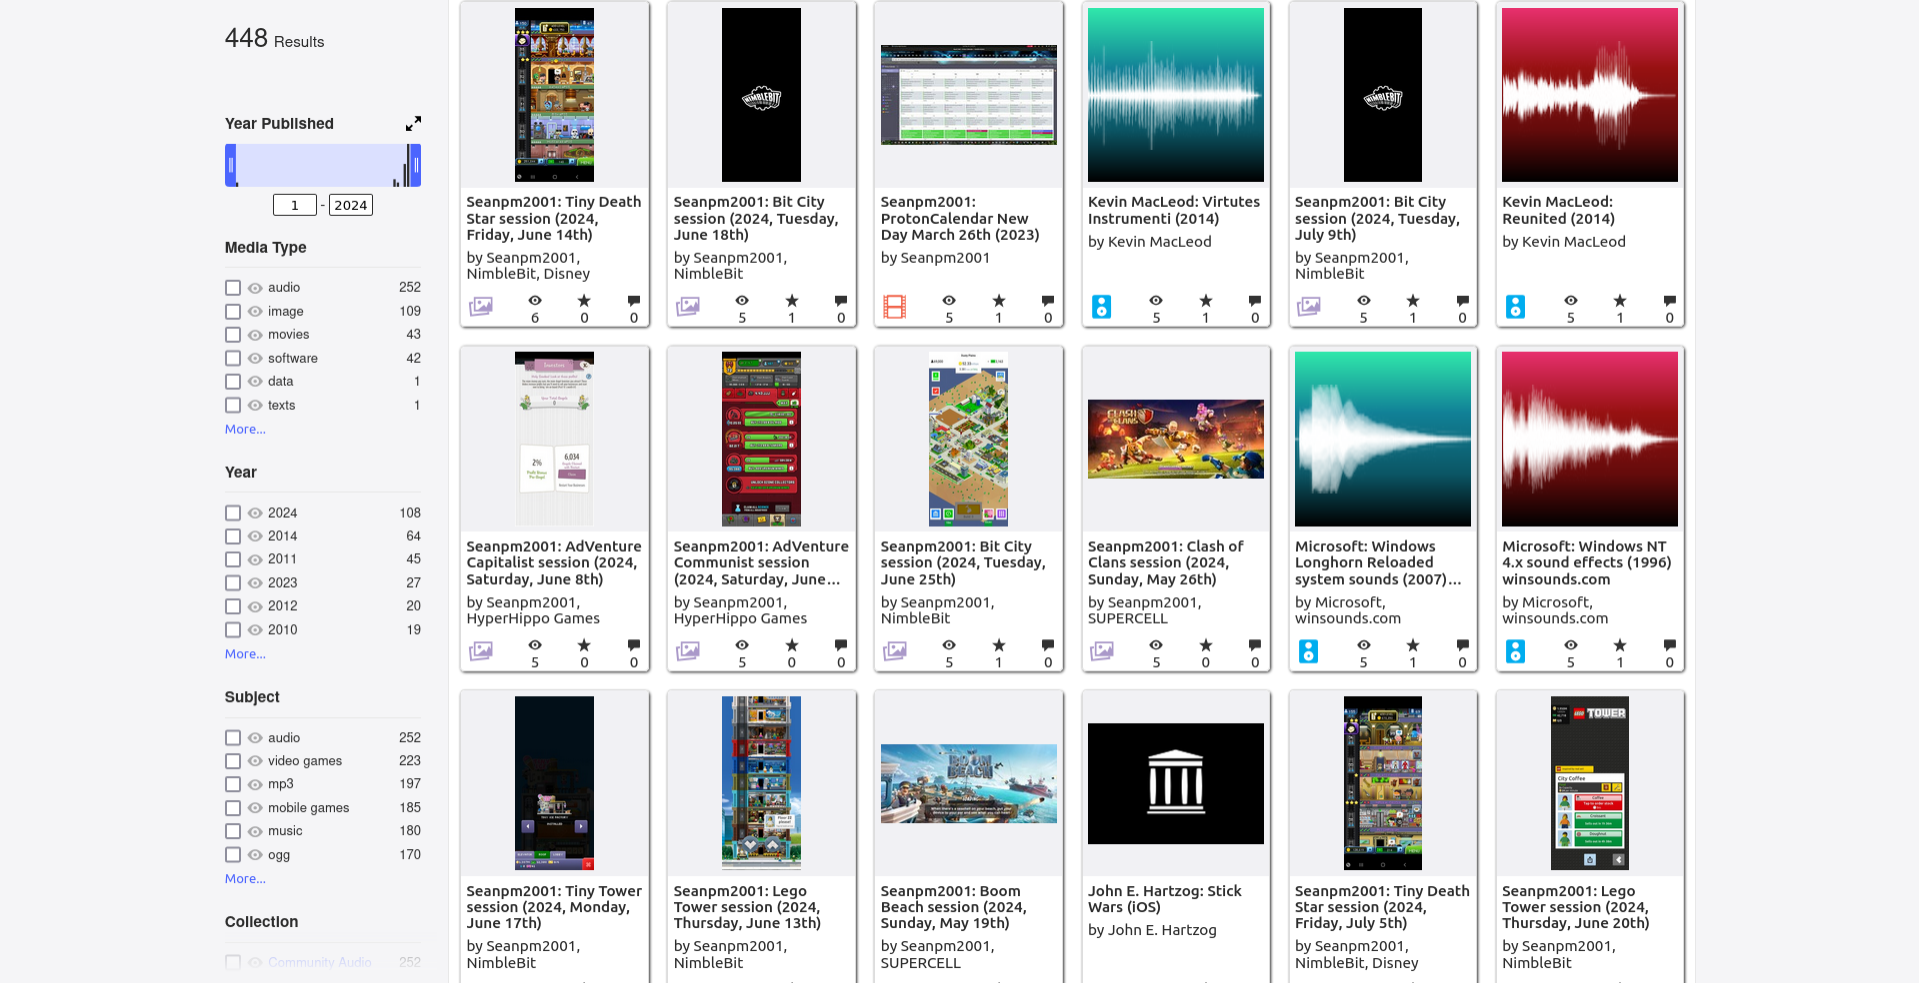 448 Results
Year Published
1 - 2024
Media Type
audio 252
image 109
movies 43
software 42
data 1
texts 1
More...
Year
2024 108
2014 64
2011 45
2023 27
2012 20
2010 19
More...
Subject
audio 252
video games 223
mp3 197
mobile games 185
music 180
ogg 170
More...
Collection
Community Audio 252
Seanpm2001: Tiny Death
Star session (2024,
Friday, June 14th)
by Seanpm2001,
NimbleBit, Disney
6 0 0
NIMBLEBIT
Seanpm2001: Bit City
session (2024, Tuesday,
June 18th)
by Seanpm2001,
NimbleBit
5 1 0
Seanpm2001:
ProtonCalendar New
Day March 26th (2023)
by Seanpm2001
5 1 0
Kevin MacLeod: Virtutes
Instrumenti (2014)
by Kevin MacLeod
5 1 0
NIMBLEBIT
Seanpm2001: Bit City
session (2024, Tuesday,
July 9th)
by Seanpm2001,
NimbleBit
5 1 0
Kevin MacLeod:
Reunited (2014)
by Kevin MacLeod
5 1 0
2%
6,034
Seanpm2001: AdVenture
Capitalist session (2024,
Saturday, June 8th)
by Seanpm2001,
HyperHippo Games
5 0 0
Seanpm2001: AdVenture
Communist session
(2024, Saturday, June...
by Seanpm2001,
HyperHippo Games
5 0 0
Seanpm2001: Bit City
session (2024, Tuesday,
June 25th)
by Seanpm2001,
NimbleBit
5 1 0
CLASH OF CLANS
Seanpm2001: Clash of
Clans session (2024,
Sunday, May 26th)
by Seanpm2001,
SUPERCELL
5 0 0
Microsoft: Windows
Longhorn Reloaded
system sounds (2007)...
by Microsoft,
winsounds.com
5 1 0
Microsoft: Windows NT
4.x sound effects (1996)
winsounds.com
by Microsoft,
winsounds.com
5 1 0
Seanpm2001: Tiny Tower
session (2024, Monday,
June 17th)
by Seanpm2001,
NimbleBit
Seanpm2001: Lego
Tower session (2024,
Thursday, June 13th)
by Seanpm2001,
NimbleBit
BOOM
BEACH
Seanpm2001: Boom
Beach session (2024,
Sunday, May 19th)
by Seanpm2001,
SUPERCELL
John E. Hartzog: Stick
Wars (iOS)
by John E. Hartzog
Seanpm2001: Tiny Death
Star session (2024,
Friday, July 5th)
by Seanpm2001,
NimbleBit, Disney
LEGO TOWER
City Coffee
Seanpm2001: Lego
Tower session (2024,
Thursday, June 20th)
by Seanpm2001,
NimbleBit